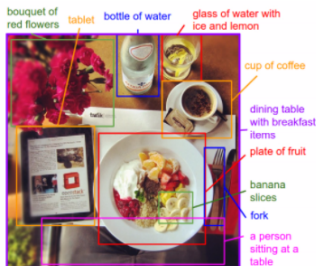 bouquet of
red flowers
tablet
bottle of water
glass of water with
ice and lemon
cup of coffee
dining table
with breakfast
items
plate of fruit
banana
slices
fork
a person
sitting at a
table